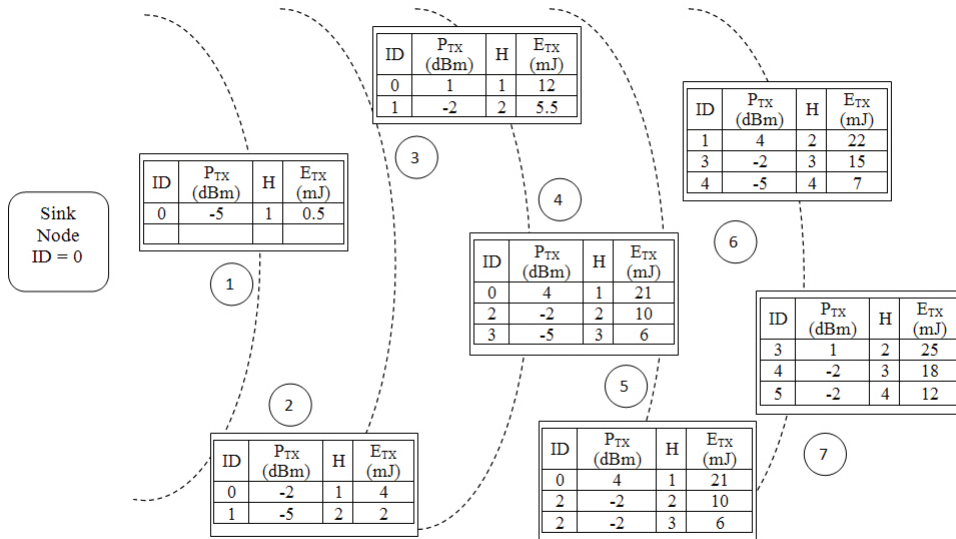 Sink
Node
ID = 0
ID PTX (dBm) H ETX (mJ)
0 -5 1 0.5
1
ID PTX (dBm) H ETX (mJ)
0 -2 1 4
1 -5 2 2
2
ID PTX (dBm) H ETX (mJ)
0 1 1 12
1 -2 2 5.5
3
ID PTX (dBm) H ETX (mJ)
0 4 1 21
2 -2 2 10
3 -5 3 6
4
ID PTX (dBm) H ETX (mJ)
0 4 1 21
2 -2 2 10
2 -2 3 6
5
ID PTX (dBm) H ETX (mJ)
1 4 2 22
3 -2 3 15
4 -5 4 7
6
ID PTX (dBm) H ETX (mJ)
3 1 2 25
4 -2 3 18
5 -2 4 12
7